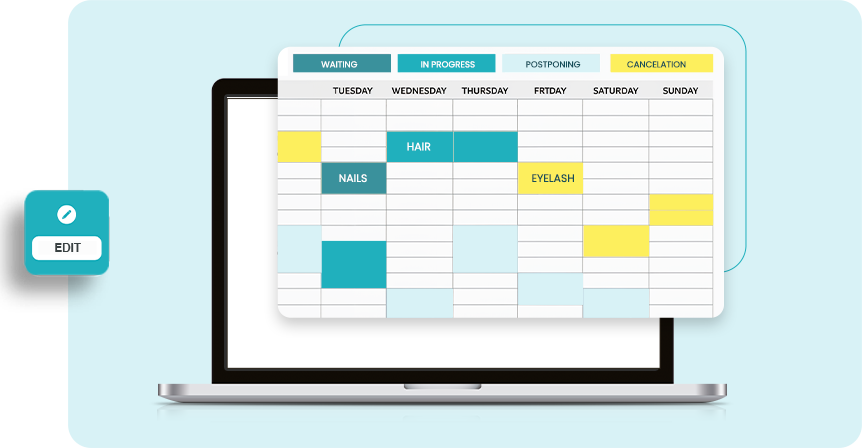 WAITING IN PROGRESS POSTPONING CANCELATION
TUESDAY WEDNESDAY THURSDAY FRTDAY SATURDAY SUNDAY
HAIR
NAILS EYELASH
EDIT